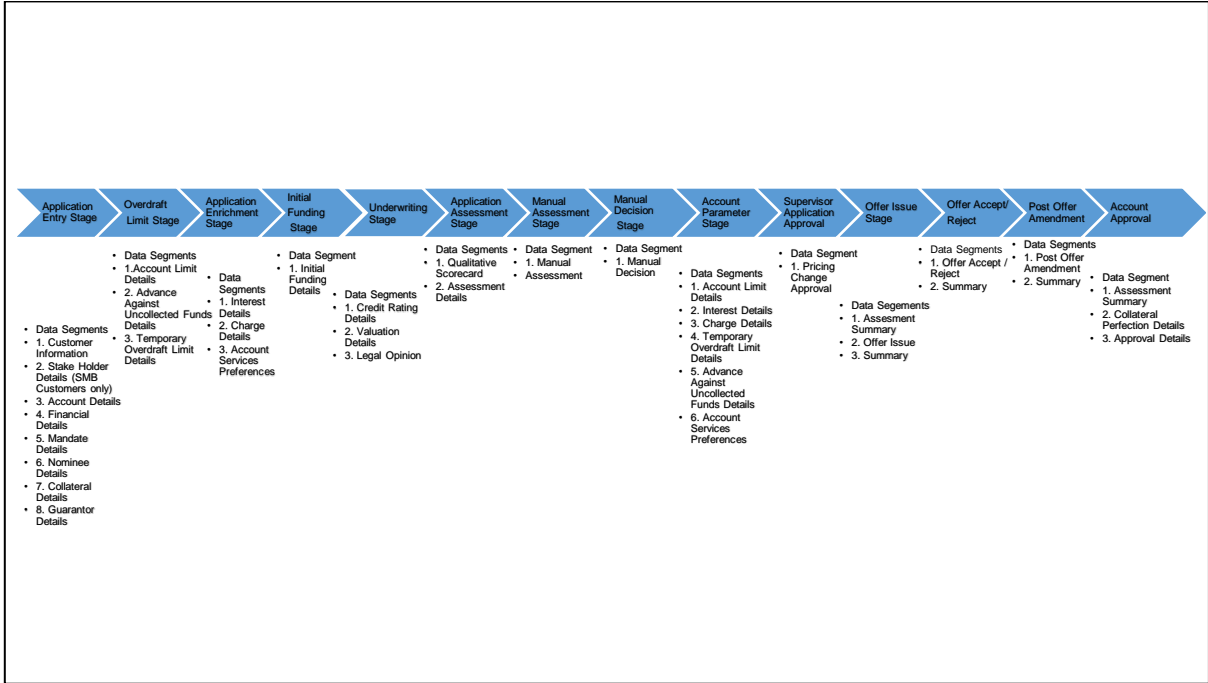 Application
Entry Stage
Overdraft
Limit Stage
Application
Enrichment
Stage
Initial
Funding
Stage
Underwriting
Stage
Application
Assessment
Stage
Manual
Assessment
Stage
Manual
Decision
Stage
Account
Parameter
Stage
Supervisor
Application
Approval
Offer Issue
Stage
Offer Accept/
Reject
Post Offer
Amendment
Account
Approval
• Data Segments
• 1. Customer
Information
• 2. Stake Holder
Details (SMB
Customers only)
• 3. Account Details
• 4. Financial
Details
• 5. Mandate
Details
• 6. Nominee
Details
• 7. Collateral
Details
• 8. Guarantor
Details
• Data Segments
• 1.Account Limit
Details
• 2. Advance
Against
Uncollected Funds
Details
• 3. Temporary
Overdraft Limit
Details
• Data
Segments
• 1. Interest
Details
• 2. Charge
Details
• 3. Account
Services
Preferences
• Data Segment
• 1. Initial
Funding
Details
• Data Segments
• 1. Credit Rating
Details
• 2. Valuation
Details
• 3. Legal Opinion
• Data Segments
• 1. Qualitative
Scorecard
• 2. Assessment
Details
• Data Segment
• 1. Manual
• Assessment
• Data Segment
• 1. Manual
Decision
• Data Segments
• 1. Account Limit
Details
• 2. Interest Details
• 3. Charge Details
• 4. Temporary
Overdraft Limit
Details
• 5. Advance
Against
Uncollected
Funds Details
• 6. Account
Services
Preferences
• Data Segment
• 1. Pricing
Change
Approval
• Data Segements
• 1. Assesment
Summary
• 2. Offer Issue
• 3. Summary
• Data Segments
• 1. Offer Accept /
Reject
• 2. Summary
• Data Segments
• 1. Post Offer
Amendment
• 2. Summary
• Data Segment
• 1. Assessment
Summary
• 2. Collateral
Perfection Details
• 3. Approval Details